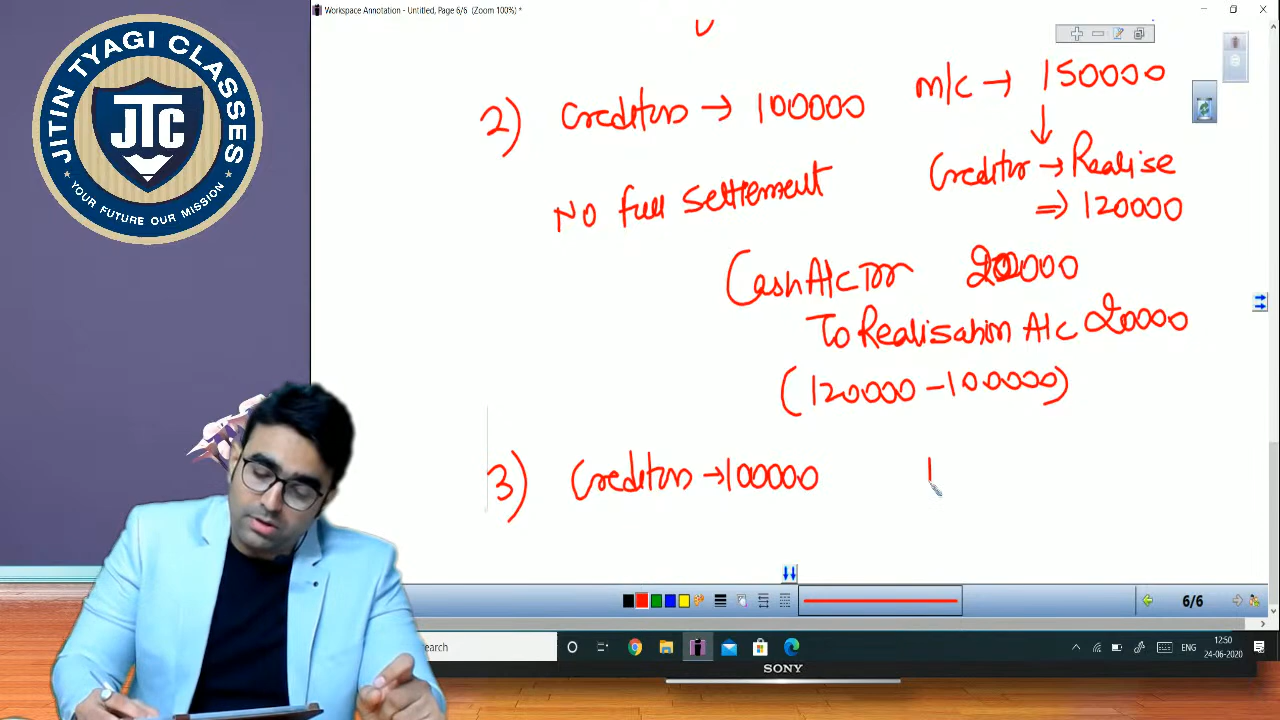 Workspace Annotation - Untitled, Page 6/6 (Zoom 100%) *
JITIN TYAGI CLASSES
JTC
• YOUR FUTURE OUR MISSION •
2) Creditors → 100000
m/c → 150000
No full settlement
Creditor → Realise
⇒ 120000
Cash A/c Dr 20000
To Realisation A/c 20000
(120000 - 100000)
3) Creditors → 100000
6/6
earch
ENG
12:50
24-06-2020
SONY